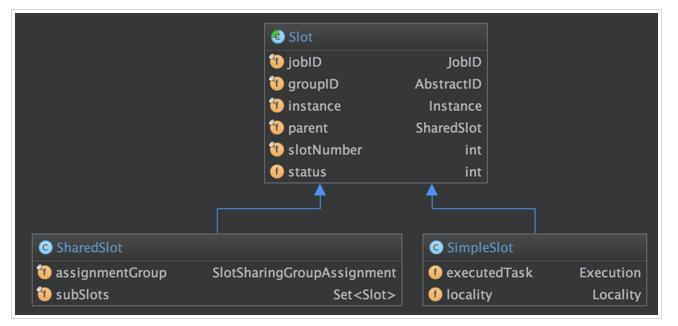 Slot
jobID JobID
groupID AbstractID
instance Instance
parent SharedSlot
slotNumber int
status int
SharedSlot
assignmentGroup SlotSharingGroupAssignment
subSlots Set<Slot>
SimpleSlot
executedTask Execution
locality Locality